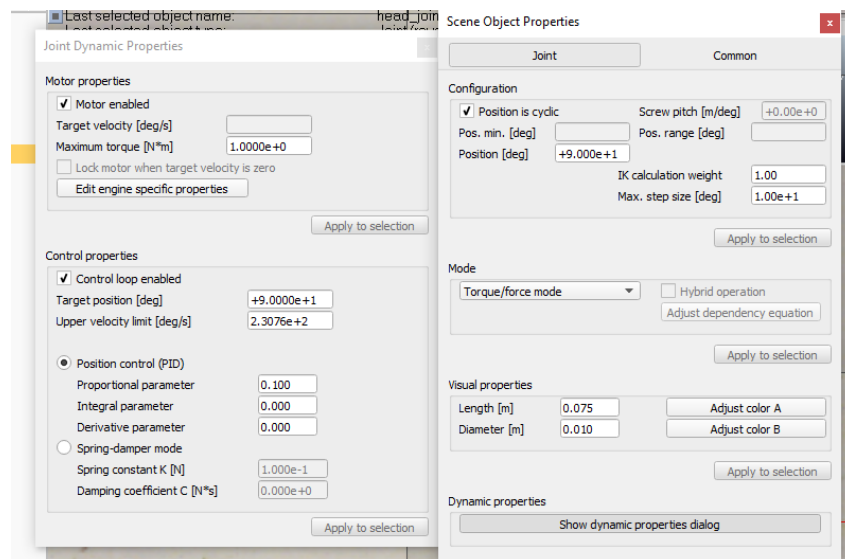 Last selected object name: head_join
Last selected object type: Joint (rev
Joint Dynamic Properties
x
Motor properties
Motor enabled
Target velocity [deg/s]
Maximum torque [N*m] 1.0000e+0
Lock motor when target velocity is zero
Edit engine specific properties
Apply to selection
Control properties
Control loop enabled
Target position [deg] +9.0000e+1
Upper velocity limit [deg/s] 2.3076e+2
Position control (PID)
Proportional parameter 0.100
Integral parameter 0.000
Derivative parameter 0.000
Spring-damper mode
Spring constant K [N] 1.000e-1
Damping coefficient C [N*s] 0.000e+0
Apply to selection
Scene Object Properties
x
Joint Common
Configuration
Position is cyclic Screw pitch [m/deg] +0.00e+0
Pos. min. [deg] Pos. range [deg]
Position [deg] +9.000e+1
IK calculation weight 1.00
Max. step size [deg] 1.00e+1
Apply to selection
Mode
Torque/force mode Hybrid operation
Adjust dependency equation
Apply to selection
Visual properties
Length [m] 0.075 Adjust color A
Diameter [m] 0.010 Adjust color B
Apply to selection
Dynamic properties
Show dynamic properties dialog